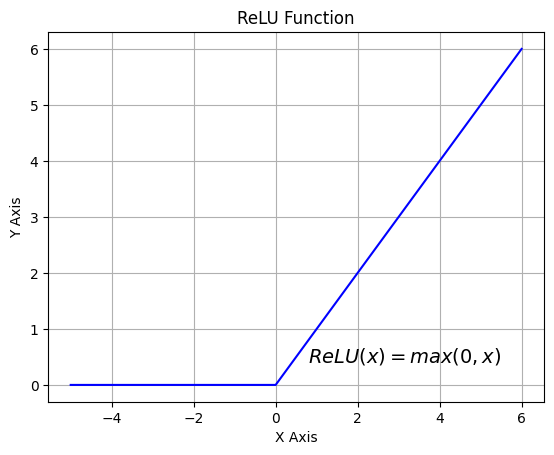 ReLU Function
6
5
4
3
2
1
0
Y Axis
ReLU(x) = max(0, x)
−4 −2 0 2 4 6
X Axis